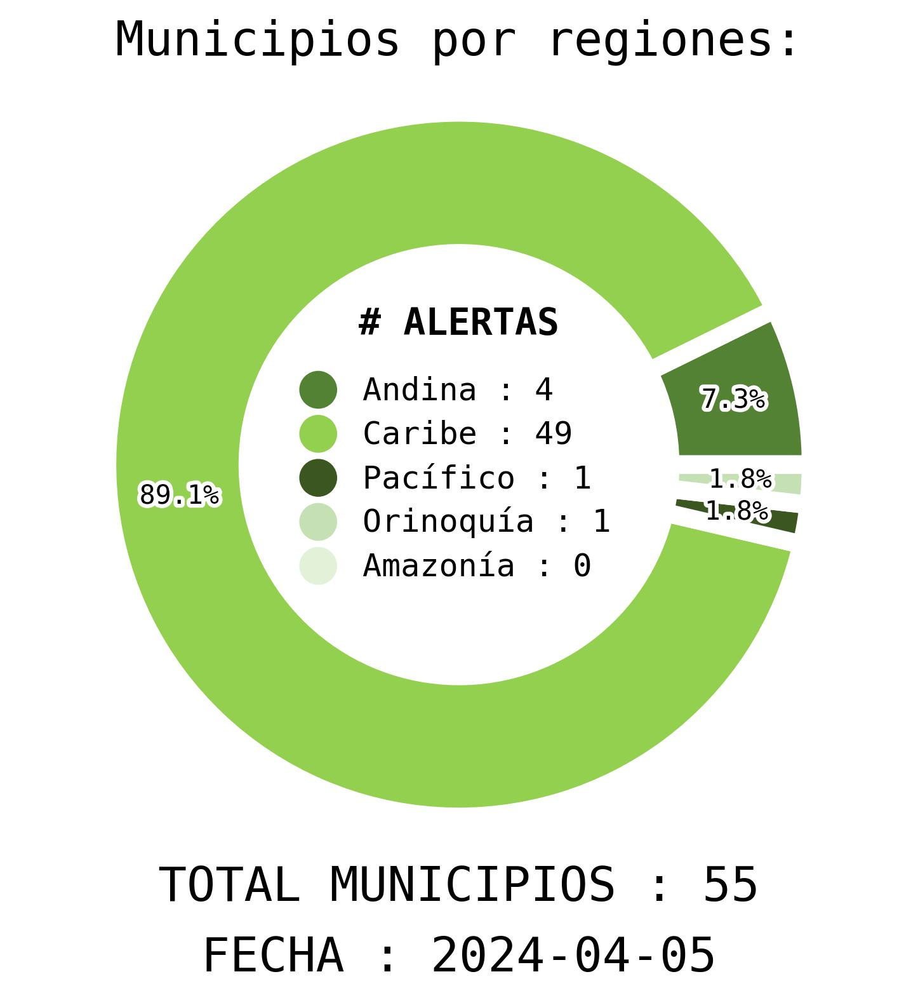 Municipios por regiones:
# ALERTAS
Andina : 4
Caribe : 49
Pacífico : 1
Orinoquía : 1
Amazonía : 0
7.3%
89.1%
1.8%
1.8%
TOTAL MUNICIPIOS : 55
FECHA : 2024-04-05